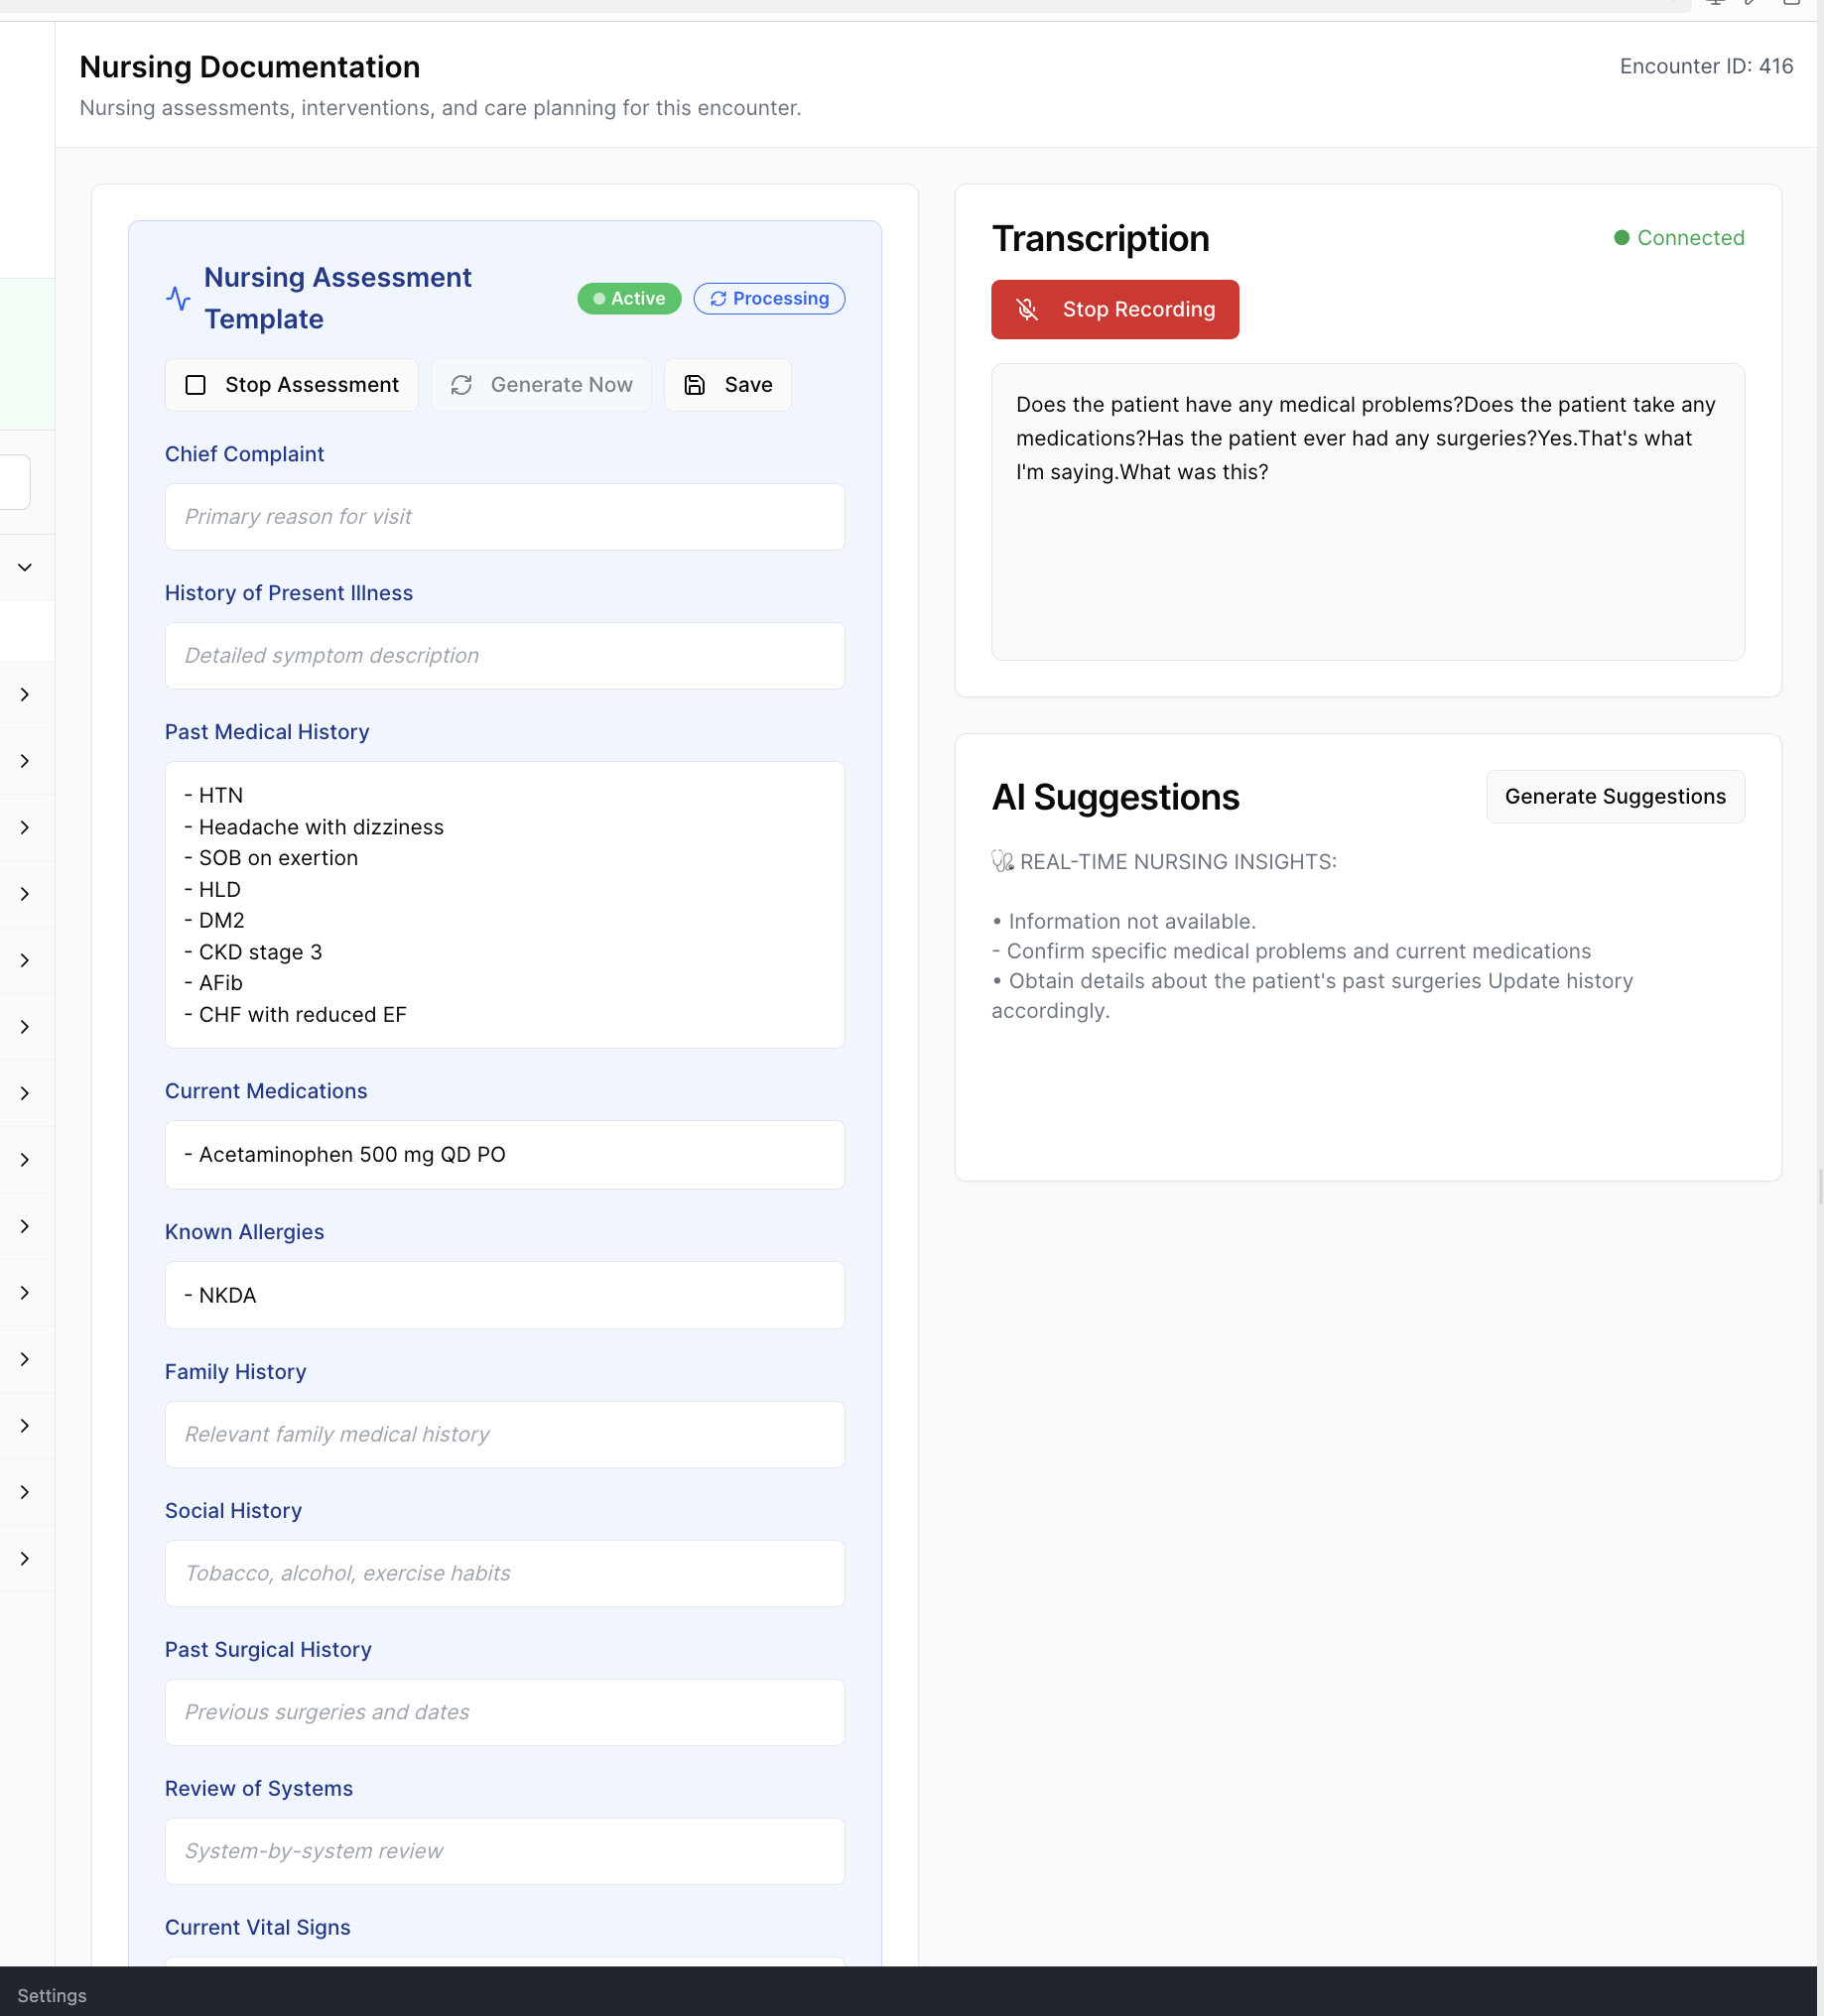 Nursing Documentation
Encounter ID: 416
Nursing assessments, interventions, and care planning for this encounter.
Nursing Assessment
Template
Active
Processing
Stop Assessment
Generate Now
Save
Chief Complaint
Primary reason for visit
History of Present Illness
Detailed symptom description
Past Medical History
- HTN
- Headache with dizziness
- SOB on exertion
- HLD
- DM2
- CKD stage 3
- AFib
- CHF with reduced EF
Current Medications
- Acetaminophen 500 mg QD PO
Known Allergies
- NKDA
Family History
Relevant family medical history
Social History
Tobacco, alcohol, exercise habits
Past Surgical History
Previous surgeries and dates
Review of Systems
System-by-system review
Current Vital Signs
Transcription
Connected
Stop Recording
Does the patient have any medical problems?Does the patient take any
medications?Has the patient ever had any surgeries?Yes.That's what
I'm saying.What was this?
AI Suggestions
Generate Suggestions
🩺 REAL-TIME NURSING INSIGHTS:
• Information not available.
- Confirm specific medical problems and current medications
• Obtain details about the patient's past surgeries Update history
accordingly.
Settings